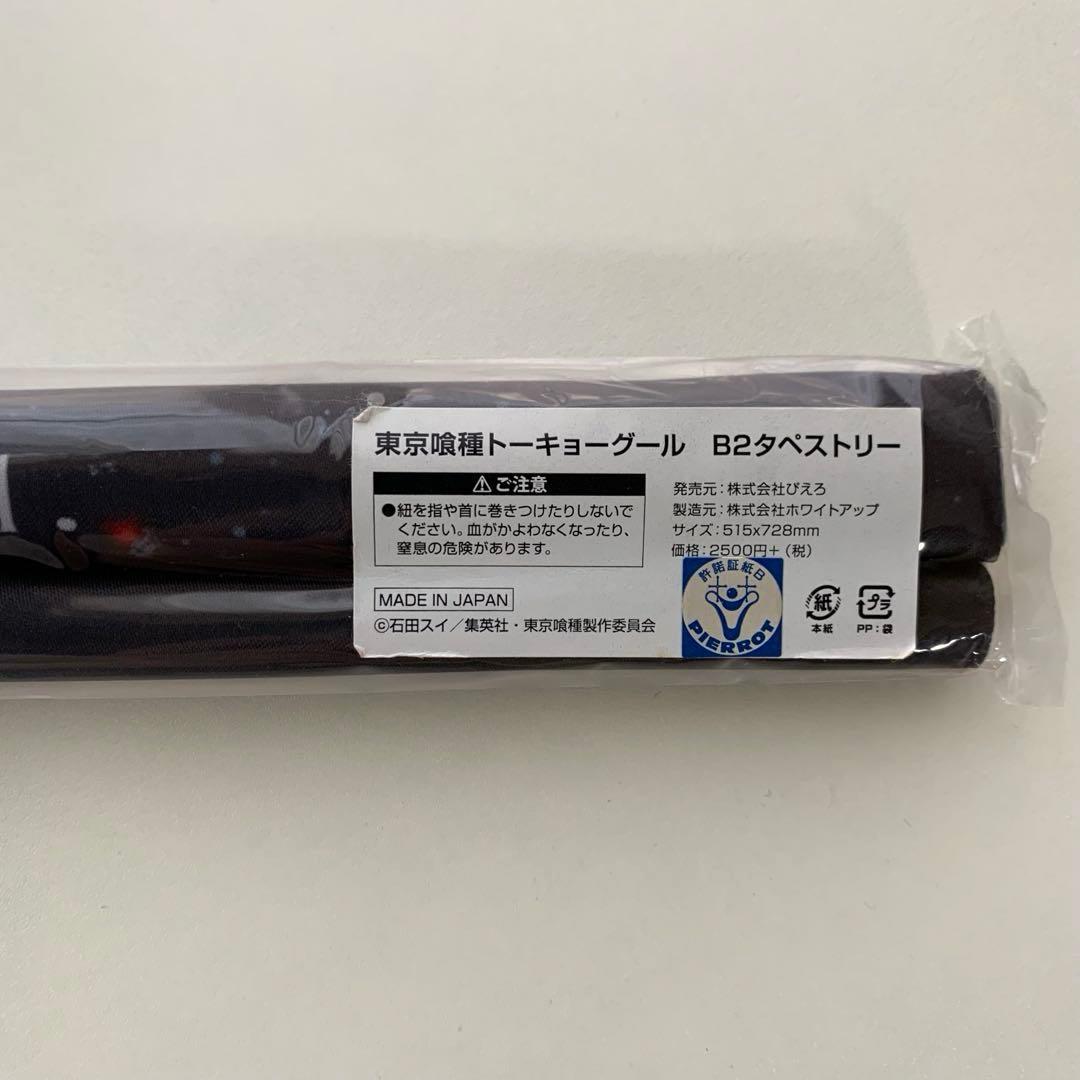 東京喰種トーキョーグール　B2タペストリー
⚠ご注意
●紐を指や首に巻きつけたりしないで
ください。血がかよわなくなったり、
窒息の危険があります。
MADE IN JAPAN
©石田スイ／集英社・東京喰種製作委員会
発売元：株式会社ぴえろ
製造元：株式会社ホワイトアップ
サイズ：515x728mm
価格：2500円+（税）
許諾証紙B
PIERROT
紙
本紙
プラ
PP：袋